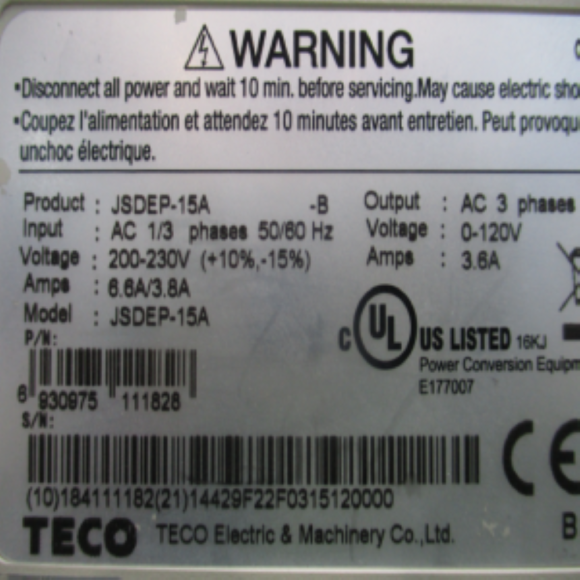 WARNING
•Disconnect all power and wait 10 min. before servicing.May cause electric sho
•Coupez l'alimentation et attendez 10 minutes avant entretien. Peut provoqu
unchoc électrique.
Product : JSDEP-15A -B Output : AC 3 phases
Input : AC 1/3 phases 50/60 Hz Voltage : 0-120V
Voltage : 200-230V (+10%,-15%) Amps : 3.6A
Amps : 6.6A/3.8A
Model : JSDEP-15A
P/N:
C UL US LISTED 16KJ
Power Conversion Equipm
E177007
6 930975 111828
S/N:
CE
(10)184111182(21)14429F22F0315120000
TECO TECO Electric & Machinery Co.,Ltd.
B